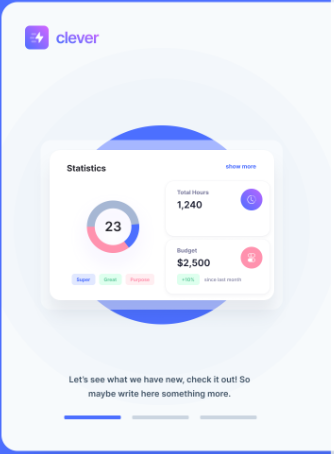 clever
Statistics
show more
Total Hours
1,240
23
Budget
$2,500
Super
Great
+10%
since last month
Let's see what we have new, check it out! So
maybe write here something more.